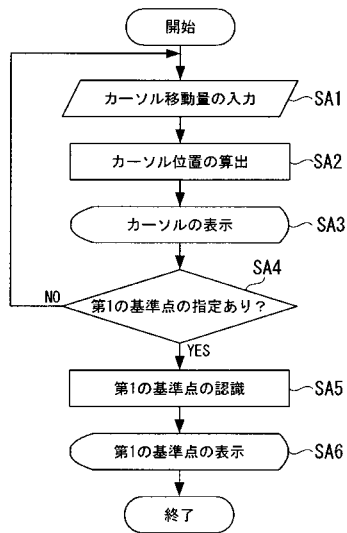 開始
カーソル移動量の入力
SA1
カーソル位置の算出
SA2
カーソルの表示
SA3
SA4
第1の基準点の指定あり?
NO
YES
第1の基準点の認識
SA5
第1の基準点の表示
SA6
終了